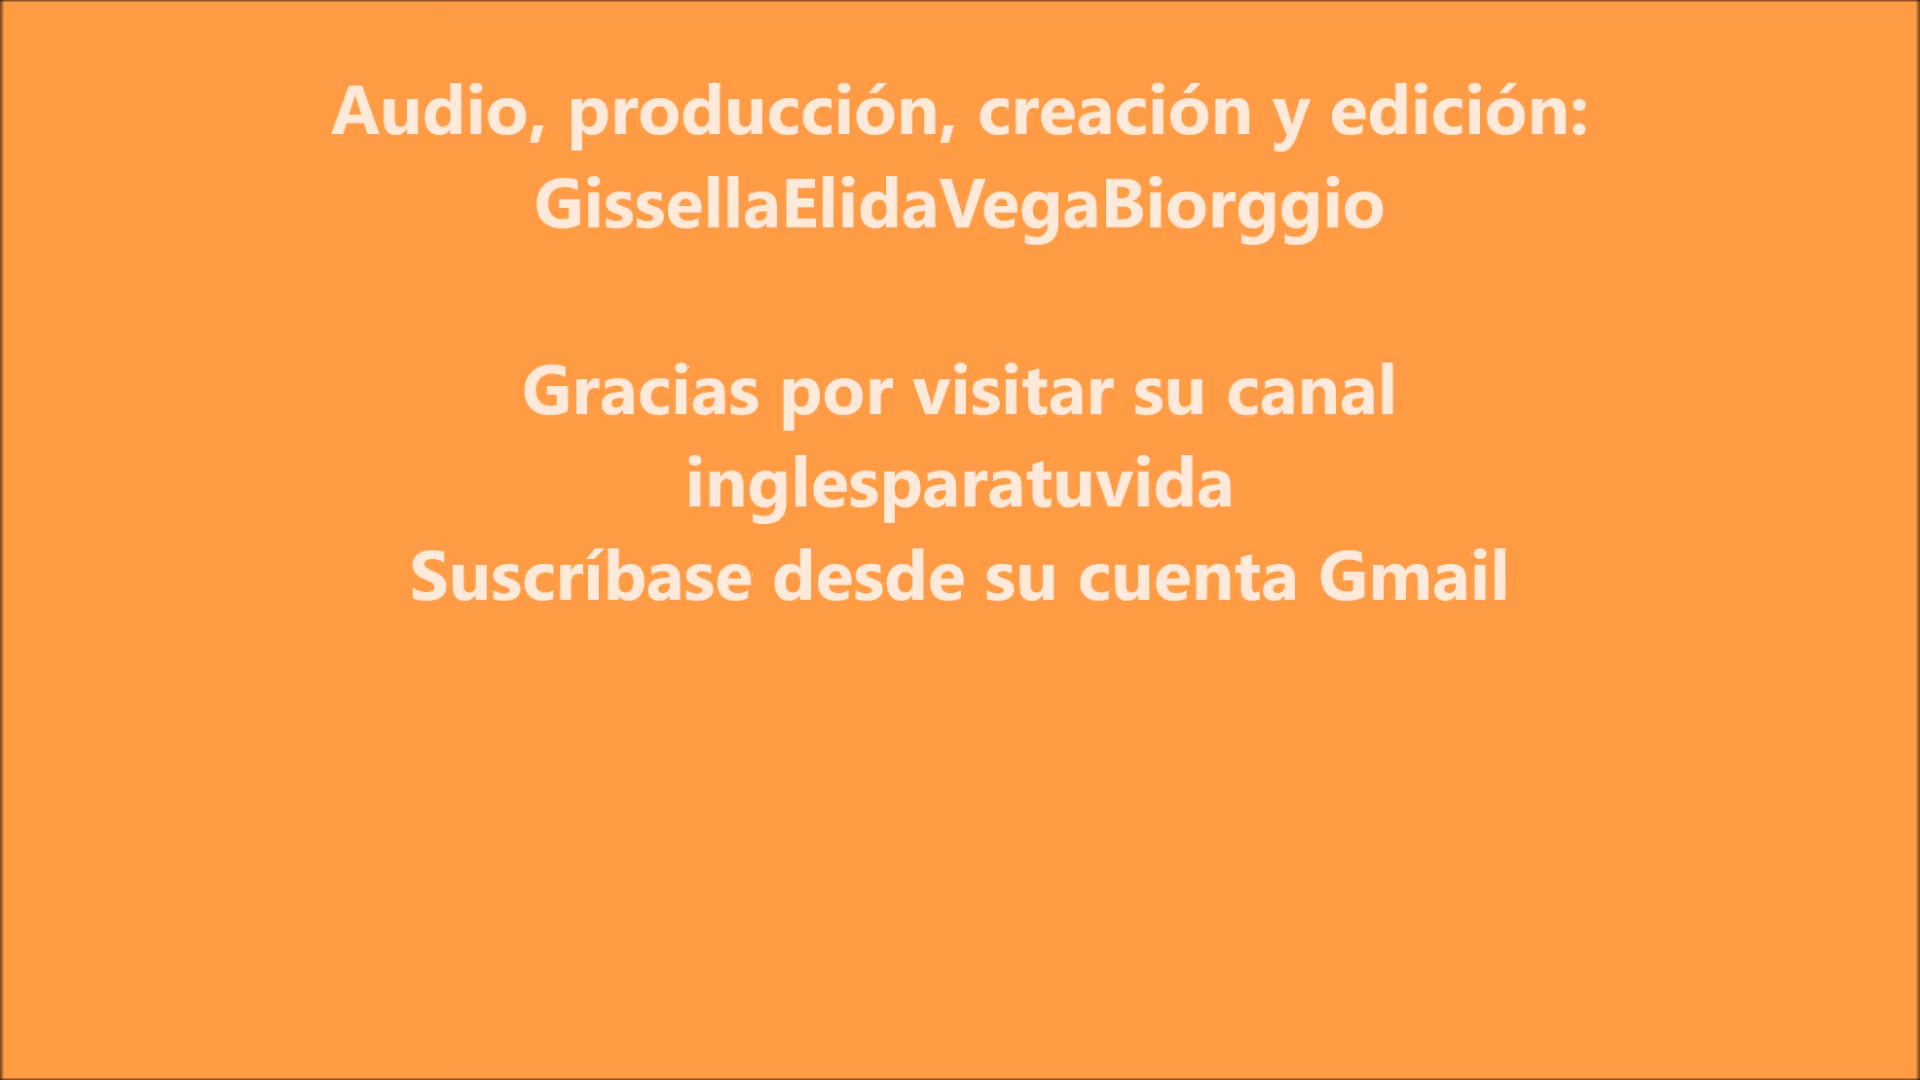 Audio, producción, creación y edición:
GissellaElidaVegaBiorggio
Gracias por visitar su canal
inglesparatuvida
Suscríbase desde su cuenta Gmail